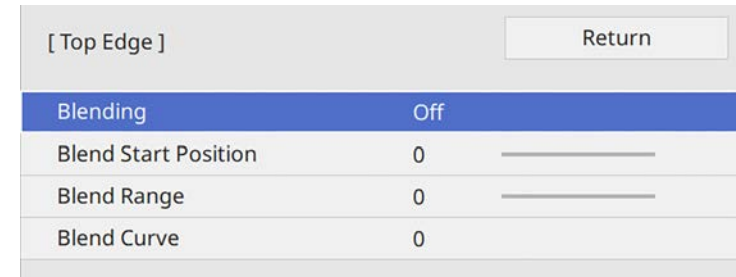 [ Top Edge ] Return
Blending Off
Blend Start Position 0
Blend Range 0
Blend Curve 0